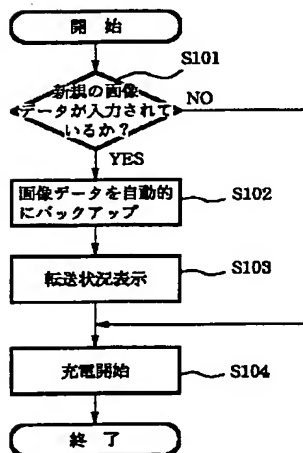 開始
S101
新規の画像
データが入力されて
いるか？
NO
YES
画像データを自動的
にバックアップ
S102
転送状況表示
S103
充電開始
S104
終了